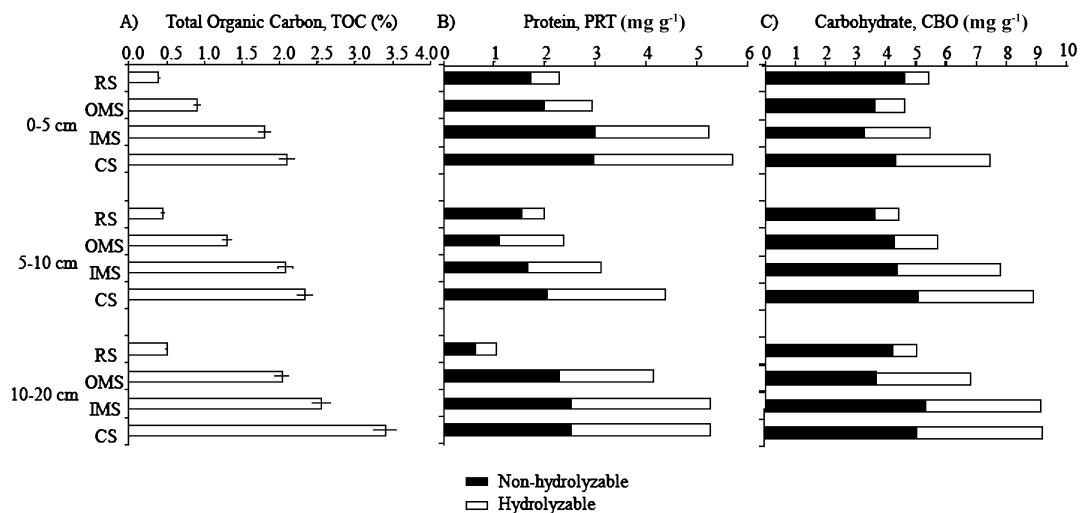 A) Total Organic Carbon, TOC (%)
0.0 0.5 1.0 1.5 2.0 2.5 3.0 3.5 4.0
B) Protein, PRT (mg g⁻¹)
0 1 2 3 4 5 6
C) Carbohydrate, CBO (mg g⁻¹)
0 1 2 3 4 5 6 7 8 9 10
0-5 cm
RS
OMS
IMS
CS
5-10 cm
RS
OMS
IMS
CS
10-20 cm
RS
OMS
IMS
CS
Non-hydrolyzable
Hydrolyzable